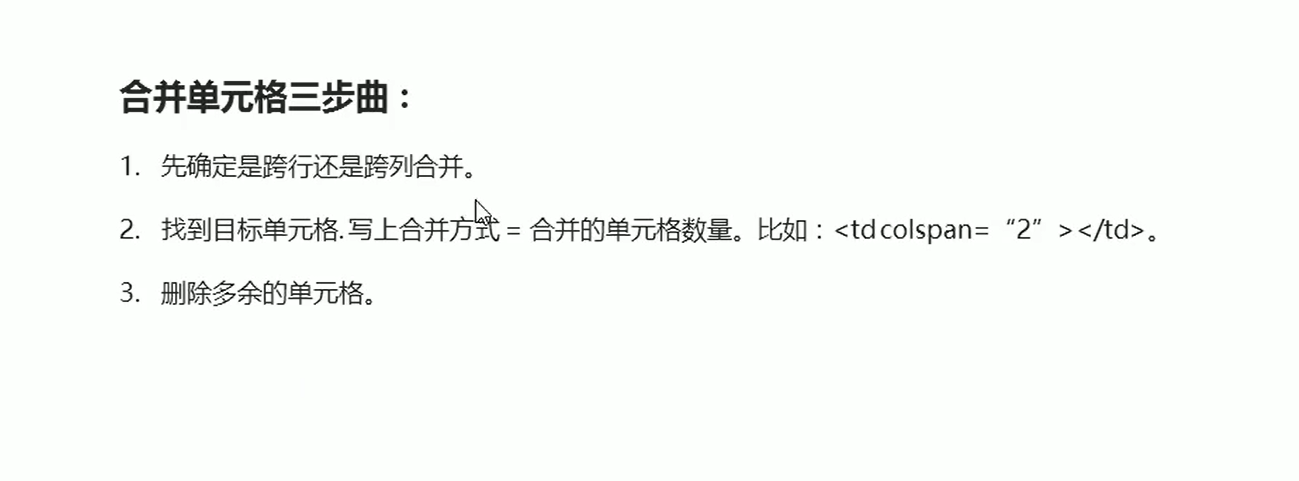 合并单元格三步曲：
1. 先确定是跨行还是跨列合并。
2. 找到目标单元格.写上合并方式 = 合并的单元格数量。比如：<td colspan=“2”></td>。
3. 删除多余的单元格。